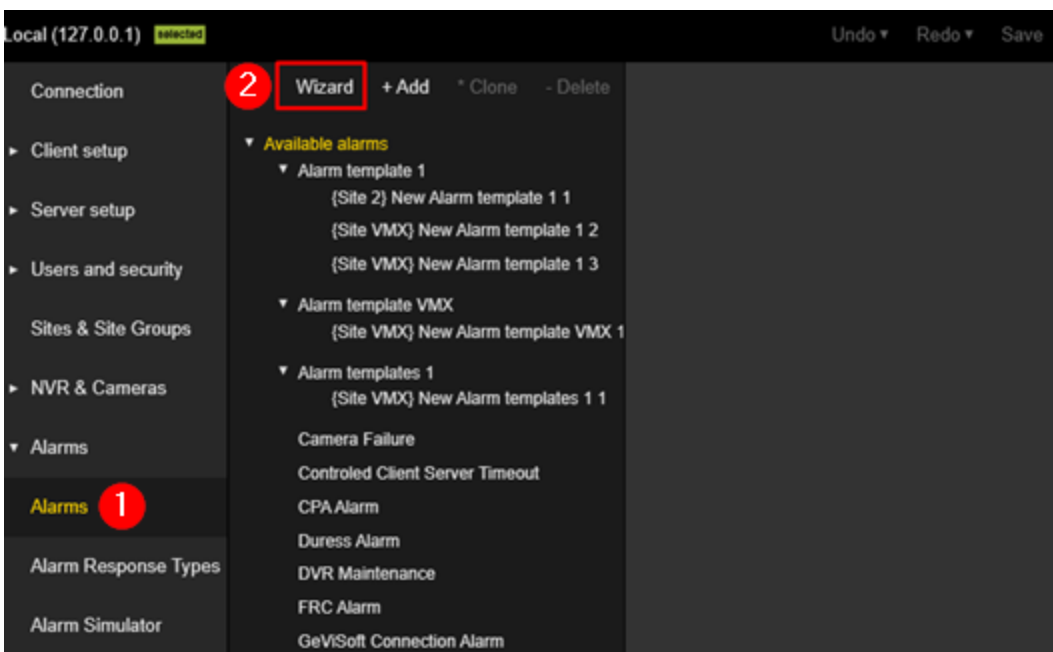 Local (127.0.0.1) selected Undo ▾ Redo ▾ Save
Connection
Client setup
Server setup
Users and security
Sites & Site Groups
NVR & Cameras
Alarms
Alarms 1
Alarm Response Types
Alarm Simulator
2 Wizard + Add * Clone - Delete
Available alarms
Alarm template 1
{Site 2} New Alarm template 1 1
{Site VMX} New Alarm template 1 2
{Site VMX} New Alarm template 1 3
Alarm template VMX
{Site VMX} New Alarm template VMX 1
Alarm templates 1
{Site VMX} New Alarm templates 1 1
Camera Failure
Controled Client Server Timeout
CPA Alarm
Duress Alarm
DVR Maintenance
FRC Alarm
GeViSoft Connection Alarm